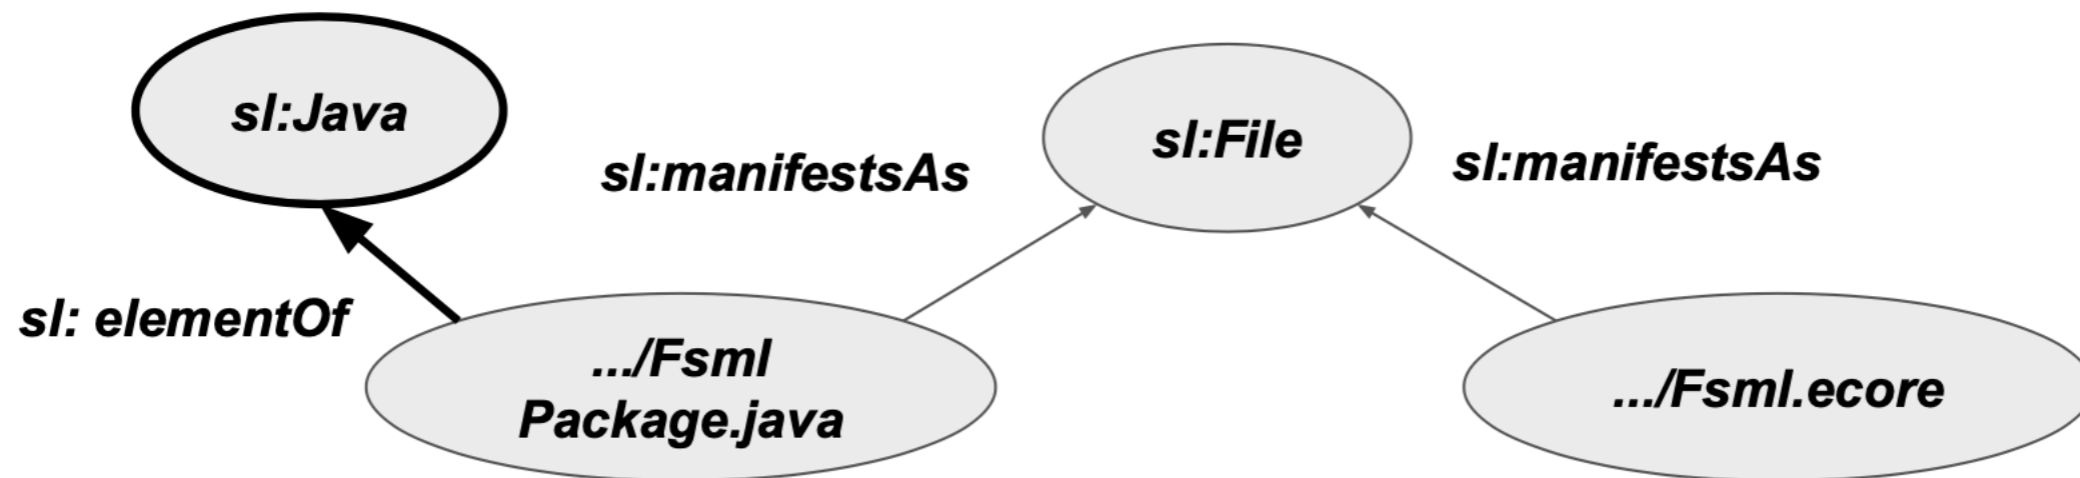 sl:Java
sl:File
sl:manifestsAs
sl:manifestsAs
sl: elementOf
.../Fsml
Package.java
.../Fsml.ecore